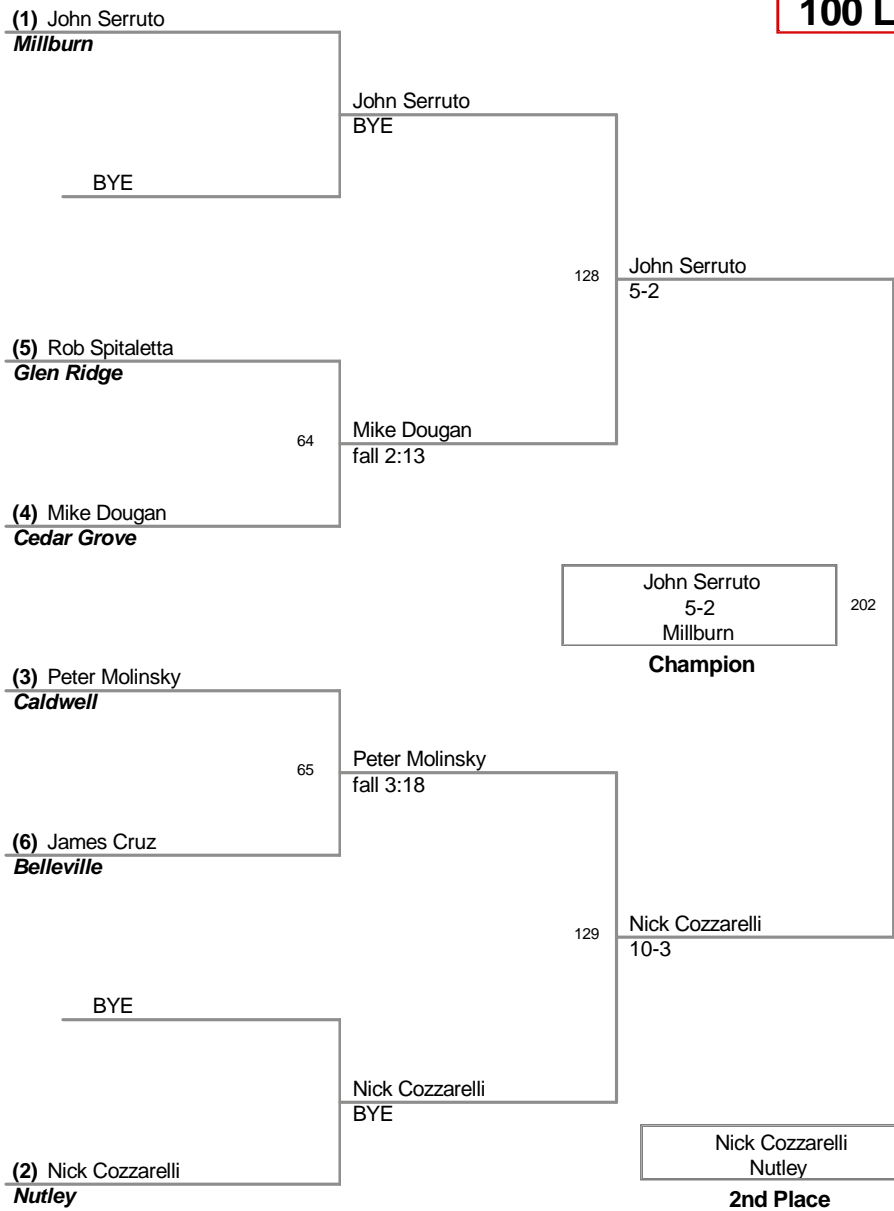 100 L
(1) John Serruto
Millburn
John Serruto
BYE
BYE
128
John Serruto
5-2
(5) Rob Spitaletta
Glen Ridge
64
Mike Dougan
fall 2:13
(4) Mike Dougan
Cedar Grove
John Serruto
5-2
Millburn
202
Champion
(3) Peter Molinsky
Caldwell
65
Peter Molinsky
fall 3:18
(6) James Cruz
Belleville
129
Nick Cozzarelli
10-3
BYE
Nick Cozzarelli
BYE
(2) Nick Cozzarelli
Nutley
Nick Cozzarelli
Nutley
2nd Place